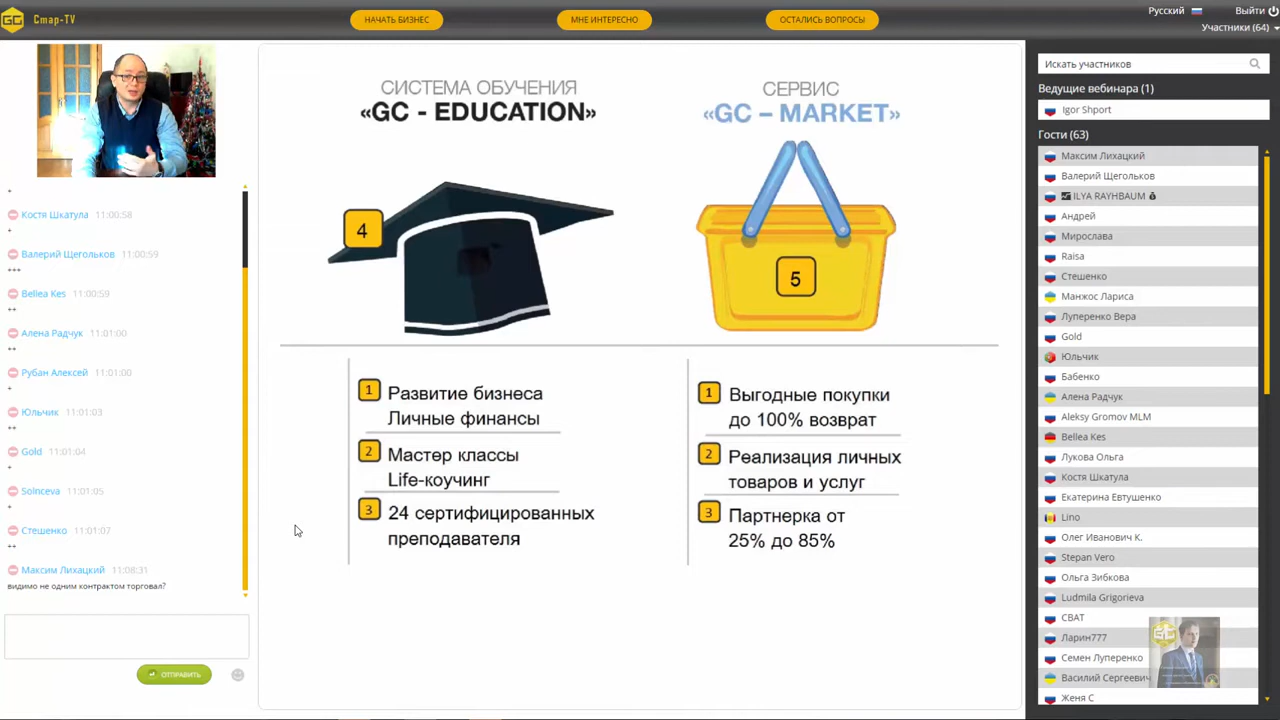 GC Cmap-TV
НАЧАТЬ БИЗНЕС
МНЕ ИНТЕРЕСНО
ОСТАЛИСЬ ВОПРОСЫ
Русский
Выйти
Участники (64)
+
Костя Шкатула 11:00:58
+
Валерий Щегольков 11:00:59
+++
Bellea Kes 11:00:59
++
Алена Радчук 11:01:00
++
Рубан Алексей 11:01:00
+
Юльчик 11:01:03
++
Gold 11:01:04
+
Solnceva 11:01:05
+
Стешенко 11:01:07
++
Максим Лихацкий 11:08:31
видимо не одним контрактом торговал?
ОТПРАВИТЬ
СИСТЕМА ОБУЧЕНИЯ
«GC - EDUCATION»
4
1 Развитие бизнеса
Личные финансы
2 Мастер классы
Life-коучинг
3 24 сертифицированных
преподавателя
СЕРВИС
«GC – MARKET»
5
1 Выгодные покупки
до 100% возврат
2 Реализация личных
товаров и услуг
3 Партнерка от
25% до 85%
Искать участников
Ведущие вебинара (1)
Igor Shport
Гости (63)
Максим Лихацкий
Валерий Щегольков
ILYA RAYHBAUM
Андрей
Мирослава
Raisa
Стешенко
Манжос Лариса
Луперенко Вера
Gold
Юльчик
Бабенко
Алена Радчук
Aleksy Gromov MLM
Bellea Kes
Лукова Ольга
Костя Шкатула
Екатерина Евтушенко
Lino
Олег Иванович К.
Stepan Vero
Ольга Зибкова
Ludmila Grigorieva
СВАТ
Ларин777
Семен Луперенко
Василий Сергеевич
Женя С
GC